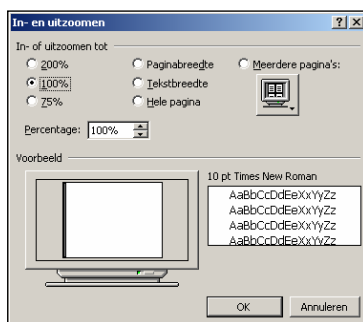 In- en uitzoomen
In- of uitzoomen tot
200% Paginabreedte Meerdere pagina's:
100% Tekstbreedte
75% Hele pagina
Percentage: 100%
Voorbeeld
10 pt Times New Roman
AaBbCcDdEeXxYyZz
AaBbCcDdEeXxYyZz
AaBbCcDdEeXxYyZz
AaBbCcDdEeXxYyZz
OK Annuleren